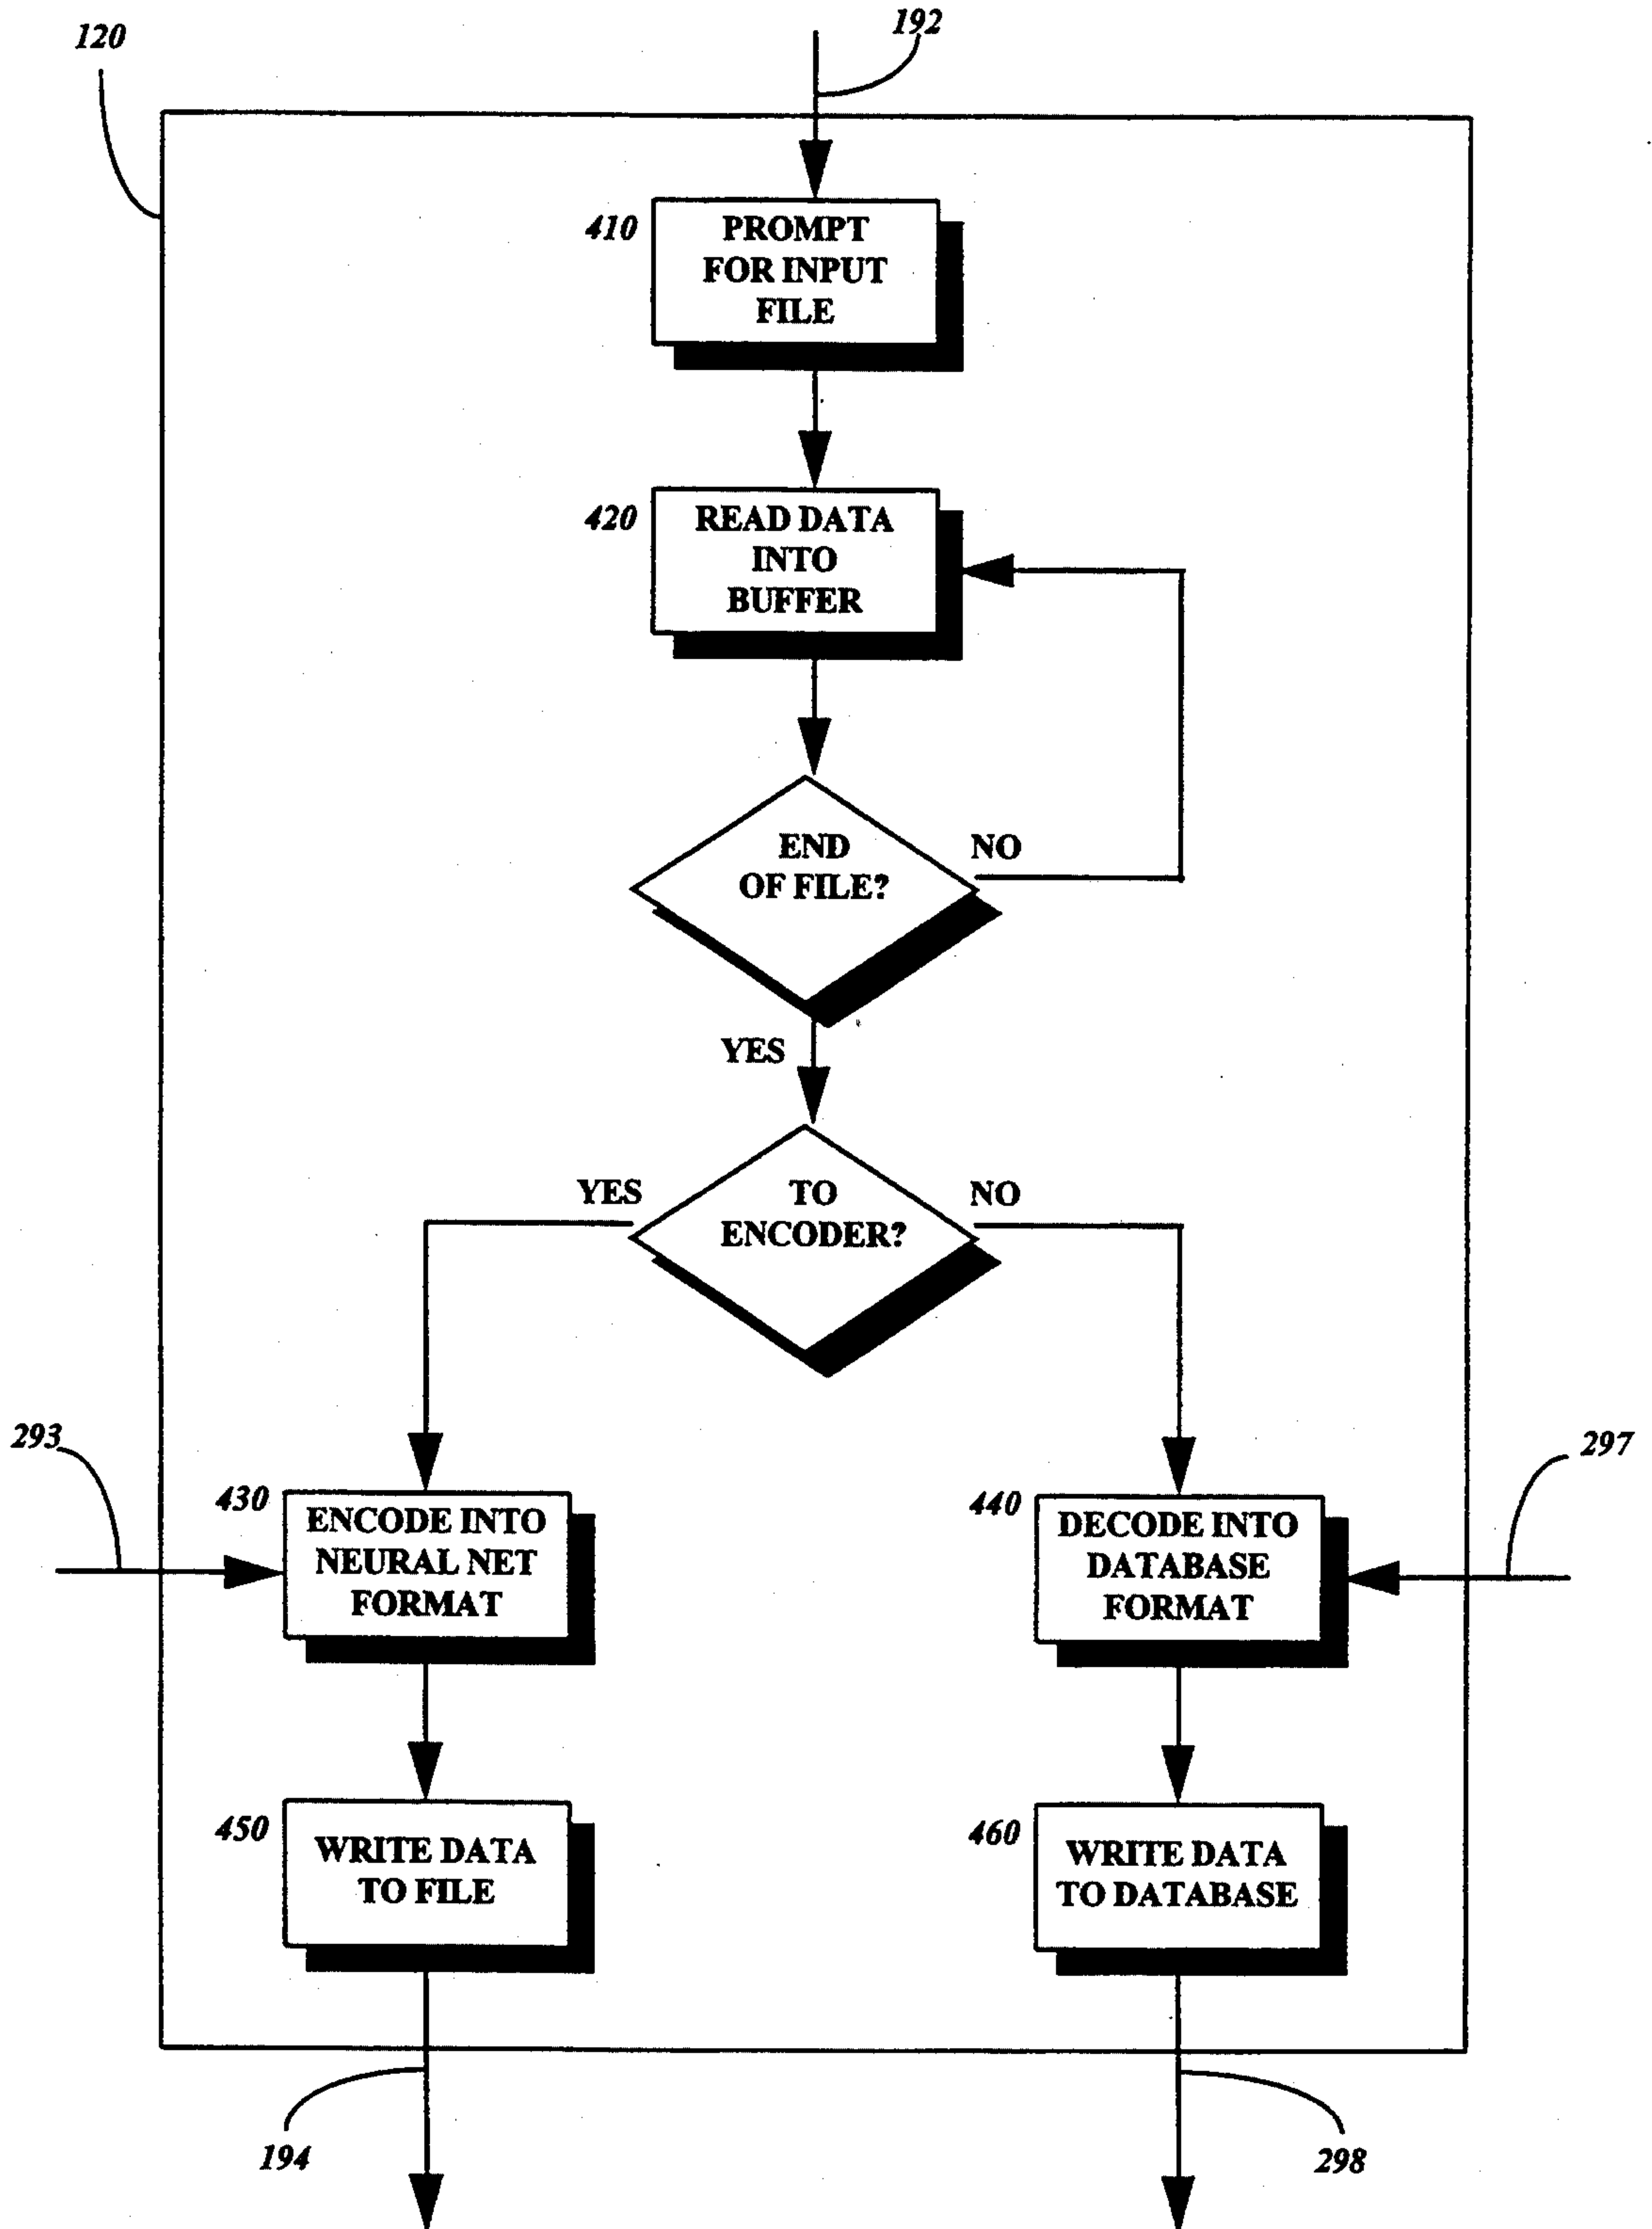 192
120
410
PROMPT
FOR INPUT
FILE
420
READ DATA
INTO
BUFFER
END
OF FILE?
NO
YES
YES
TO
ENCODER?
NO
293
297
430
ENCODE INTO
NEURAL NET
FORMAT
440
DECODE INTO
DATABASE
FORMAT
450
WRITE DATA
TO FILE
460
WRITE DATA
TO DATABASE
194
298